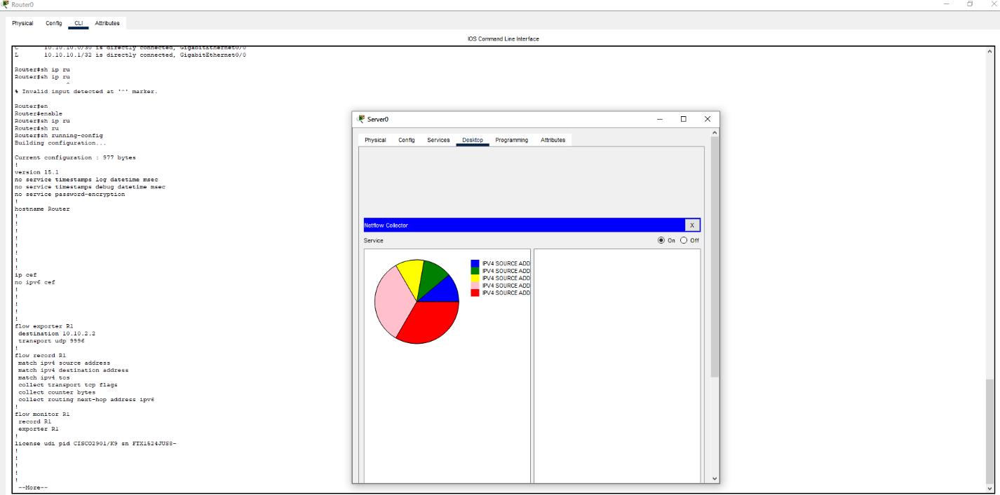 Router0
Physical Config CLI Attributes
IOS Command Line Interface
C 10.10.10.0/30 is directly connected, GigabitEthernet0/0
L 10.10.10.1/32 is directly connected, GigabitEthernet0/0
Router#sh ip ru
Router#sh ip ru
^
% Invalid input detected at '^' marker.
Router#en
Router#enable
Router#sh ip ru
Router#sh ru
Router#sh running-config
Building configuration...
Current configuration : 977 bytes
!
version 15.1
no service timestamps log datetime msec
no service timestamps debug datetime msec
no service password-encryption
!
hostname Router
!
!
!
!
!
!
!
!
ip cef
no ipv6 cef
!
!
!
!
!
flow exporter R1
destination 10.10.2.2
transport udp 9996
!
flow record R1
match ipv4 source address
match ipv4 destination address
match ipv4 tos
collect transport tcp flags
collect counter bytes
collect routing next-hop address ipv6
!
flow monitor R1
record R1
exporter R1
!
license udi pid CISCO2901/K9 sn FTX1524JUS8-
!
!
!
!
!
--More--
Server0
Physical Config Services Desktop Programming Attributes
Netflow Collector X
Service On Off
IPV4 SOURCE ADD
IPV4 SOURCE ADD
IPV4 SOURCE ADD
IPV4 SOURCE ADD
IPV4 SOURCE ADD